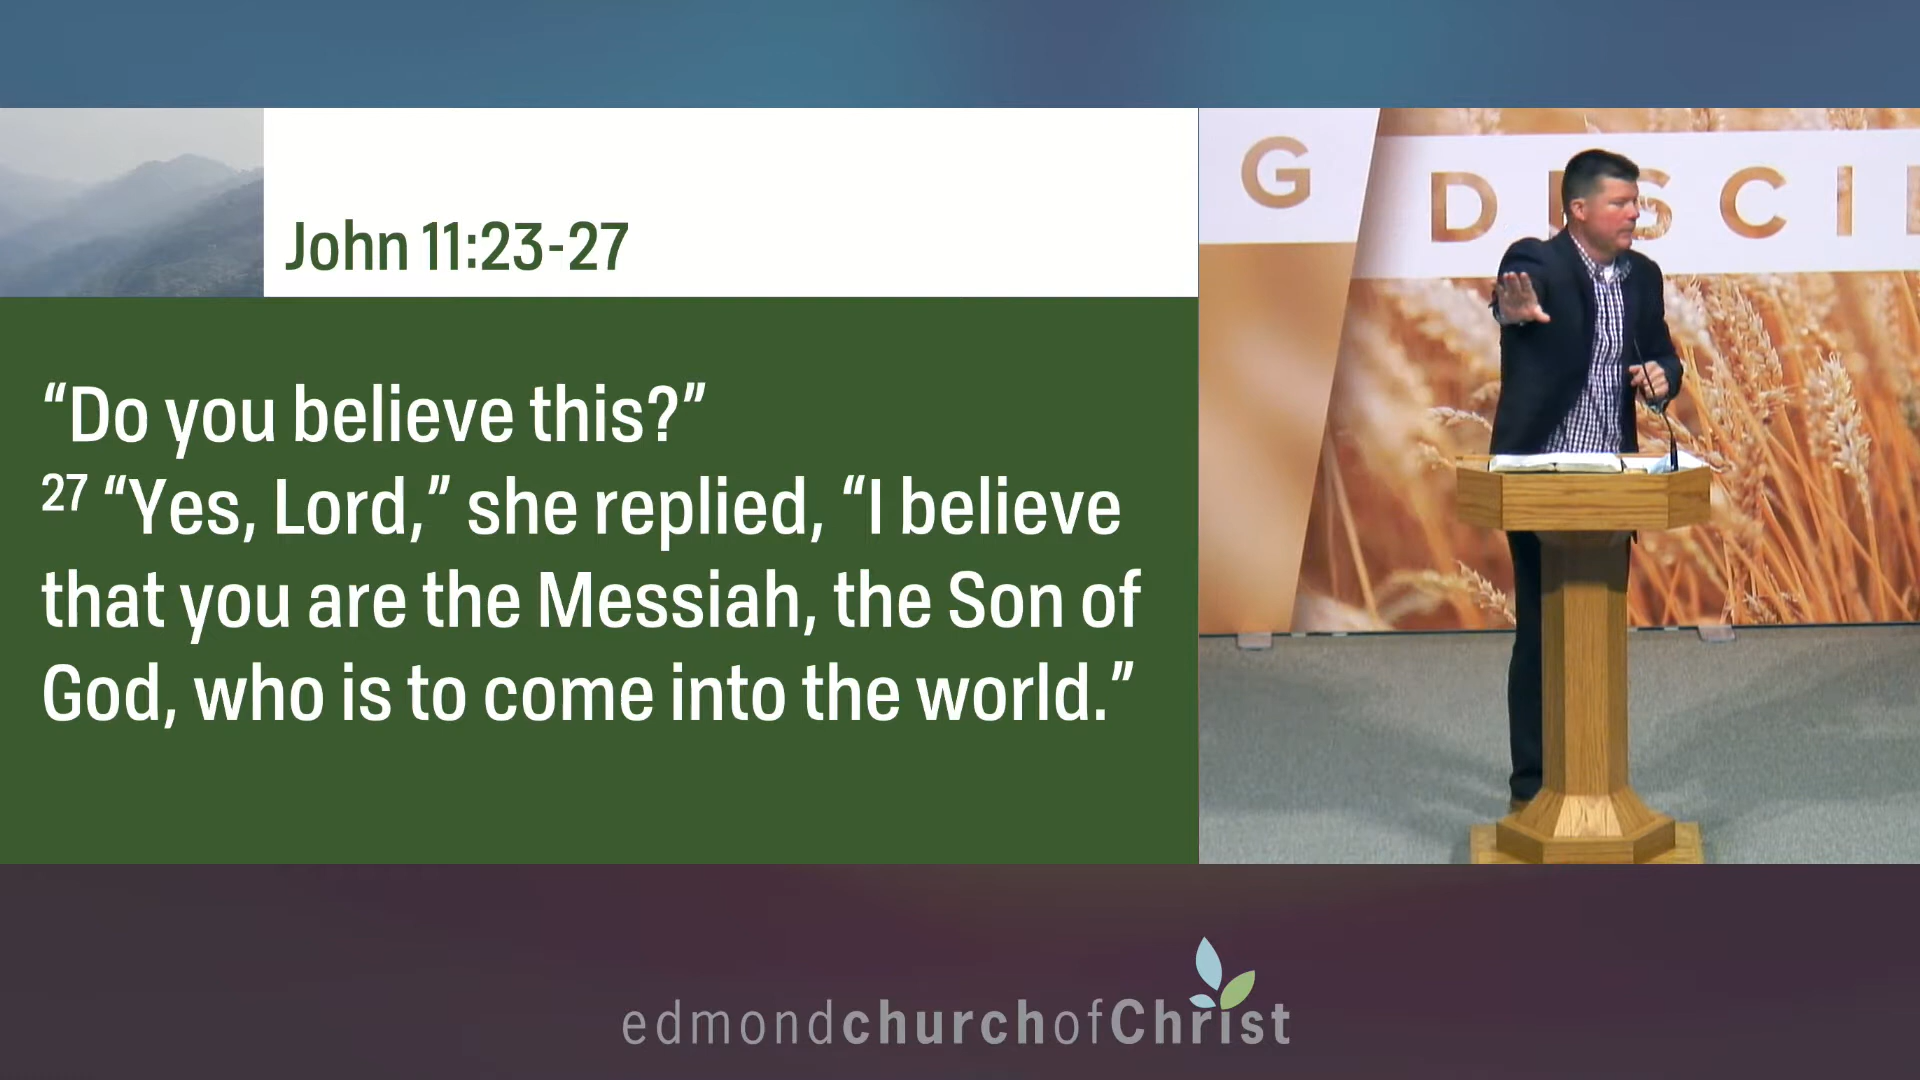 John 11:23-27
“Do you believe this?”
27 “Yes, Lord,” she replied, “I believe
that you are the Messiah, the Son of
God, who is to come into the world.”
G
DISCI
edmondchurchofChrist